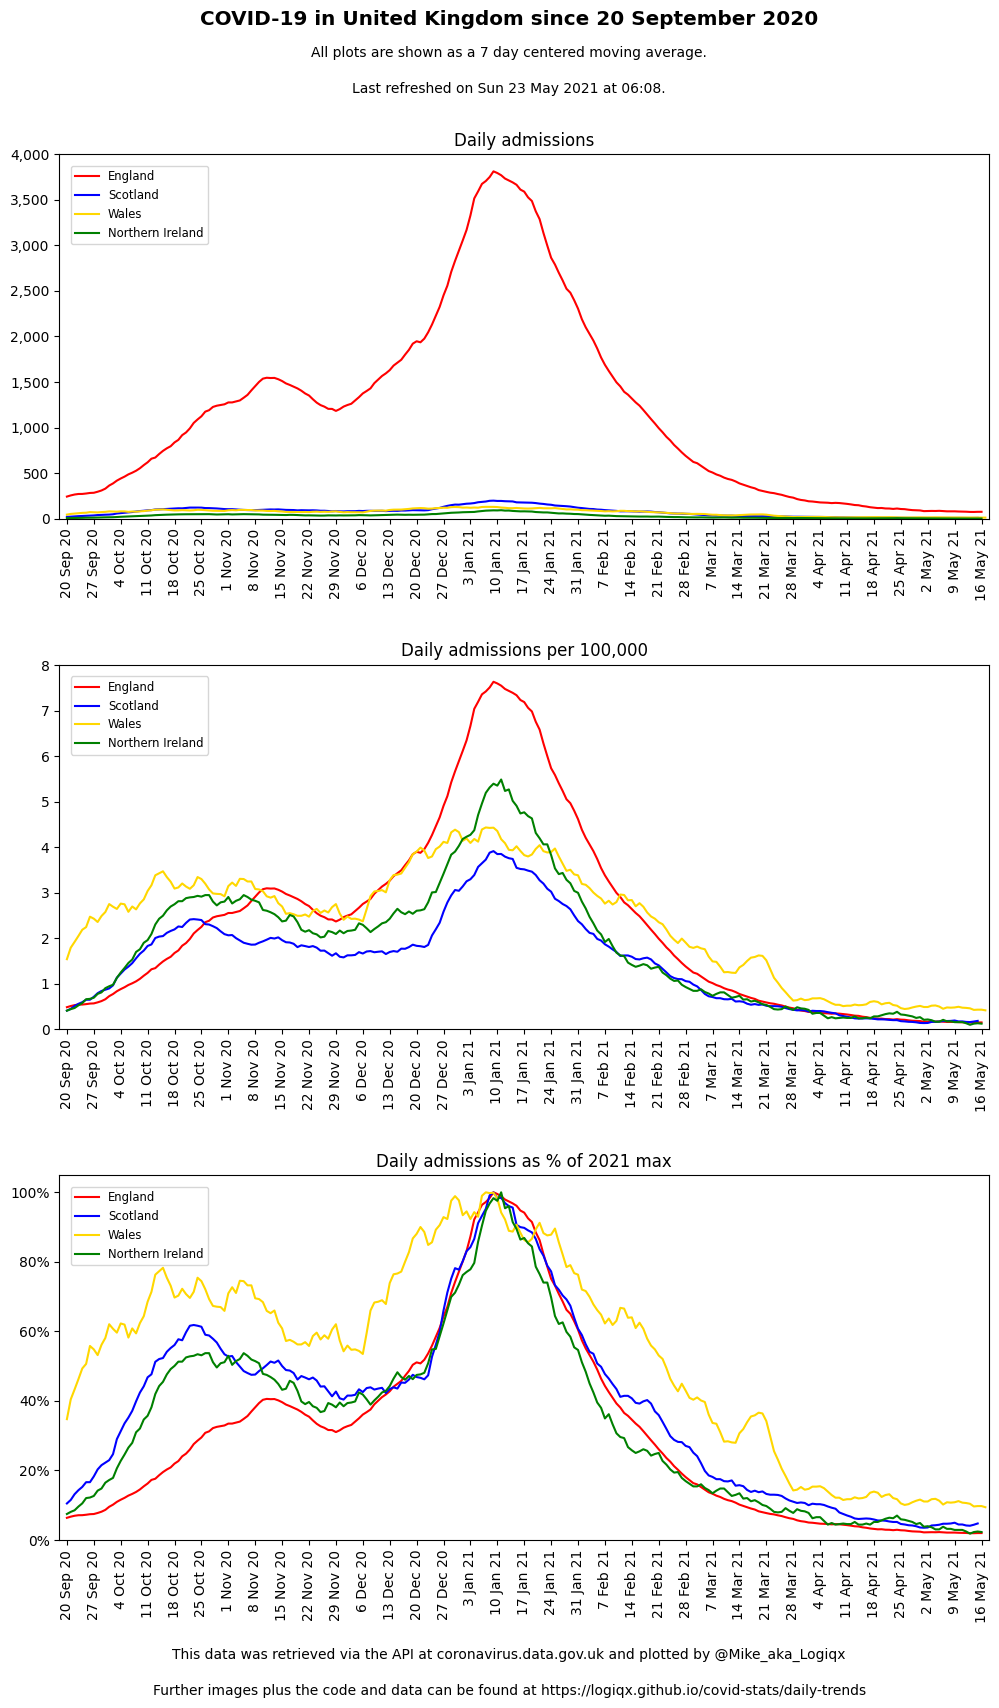 COVID-19 in United Kingdom since 20 September 2020
All plots are shown as a 7 day centered moving average.
Last refreshed on Sun 23 May 2021 at 06:08.
Daily admissions
4,000
3,500
3,000
2,500
2,000
1,500
1,000
500
0
England
Scotland
Wales
Northern Ireland
20 Sep 20
27 Sep 20
4 Oct 20
11 Oct 20
18 Oct 20
25 Oct 20
1 Nov 20
8 Nov 20
15 Nov 20
22 Nov 20
29 Nov 20
6 Dec 20
13 Dec 20
20 Dec 20
27 Dec 20
3 Jan 21
10 Jan 21
17 Jan 21
24 Jan 21
31 Jan 21
7 Feb 21
14 Feb 21
21 Feb 21
28 Feb 21
7 Mar 21
14 Mar 21
21 Mar 21
28 Mar 21
4 Apr 21
11 Apr 21
18 Apr 21
25 Apr 21
2 May 21
9 May 21
16 May 21
Daily admissions per 100,000
8
7
6
5
4
3
2
1
0
England
Scotland
Wales
Northern Ireland
20 Sep 20
27 Sep 20
4 Oct 20
11 Oct 20
18 Oct 20
25 Oct 20
1 Nov 20
8 Nov 20
15 Nov 20
22 Nov 20
29 Nov 20
6 Dec 20
13 Dec 20
20 Dec 20
27 Dec 20
3 Jan 21
10 Jan 21
17 Jan 21
24 Jan 21
31 Jan 21
7 Feb 21
14 Feb 21
21 Feb 21
28 Feb 21
7 Mar 21
14 Mar 21
21 Mar 21
28 Mar 21
4 Apr 21
11 Apr 21
18 Apr 21
25 Apr 21
2 May 21
9 May 21
16 May 21
Daily admissions as % of 2021 max
100%
80%
60%
40%
20%
0%
England
Scotland
Wales
Northern Ireland
20 Sep 20
27 Sep 20
4 Oct 20
11 Oct 20
18 Oct 20
25 Oct 20
1 Nov 20
8 Nov 20
15 Nov 20
22 Nov 20
29 Nov 20
6 Dec 20
13 Dec 20
20 Dec 20
27 Dec 20
3 Jan 21
10 Jan 21
17 Jan 21
24 Jan 21
31 Jan 21
7 Feb 21
14 Feb 21
21 Feb 21
28 Feb 21
7 Mar 21
14 Mar 21
21 Mar 21
28 Mar 21
4 Apr 21
11 Apr 21
18 Apr 21
25 Apr 21
2 May 21
9 May 21
16 May 21
This data was retrieved via the API at coronavirus.data.gov.uk and plotted by @Mike_aka_Logiqx
Further images plus the code and data can be found at https://logiqx.github.io/covid-stats/daily-trends